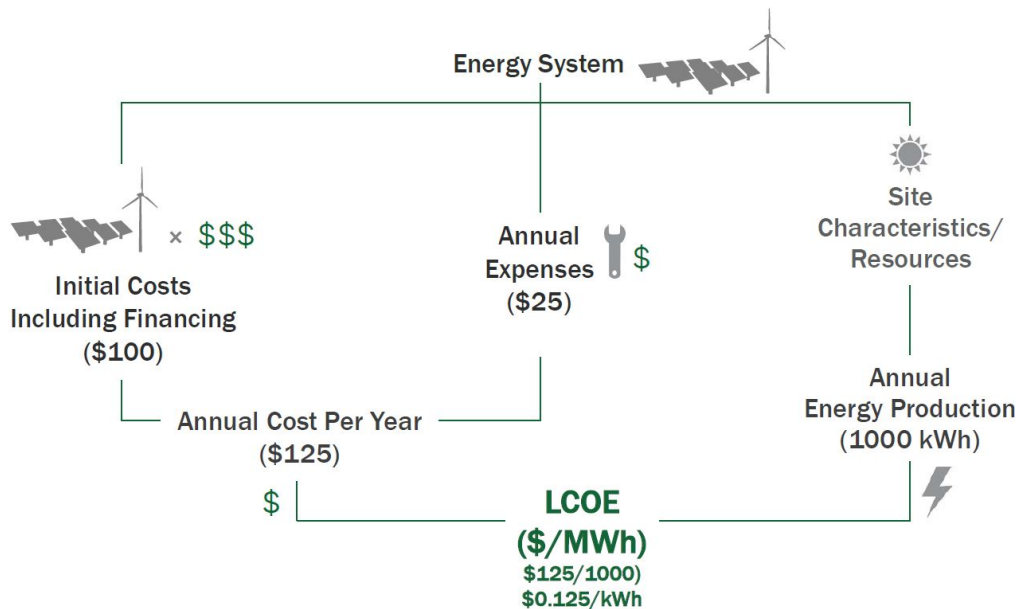 Energy System
× $$$
Initial Costs
Including Financing
($100)
Annual
Expenses
$
($25)
Site
Characteristics/
Resources
Annual Cost Per Year
($125)
$
Annual
Energy Production
(1000 kWh)
LCOE
($/MWh)
$125/1000)
$0.125/kWh